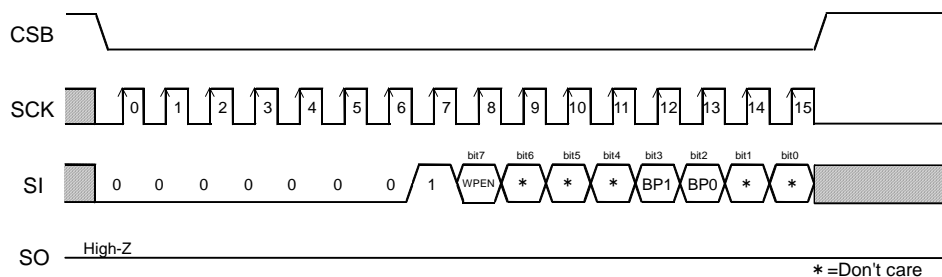 CSB
SCK 0 1 2 3 4 5 6 7 8 9 10 11 12 13 14 15
bit7 bit6 bit5 bit4 bit3 bit2 bit1 bit0
SI 0 0 0 0 0 0 0 1 WPEN * * * BP1 BP0 * *
High-Z
SO
* =Don't care